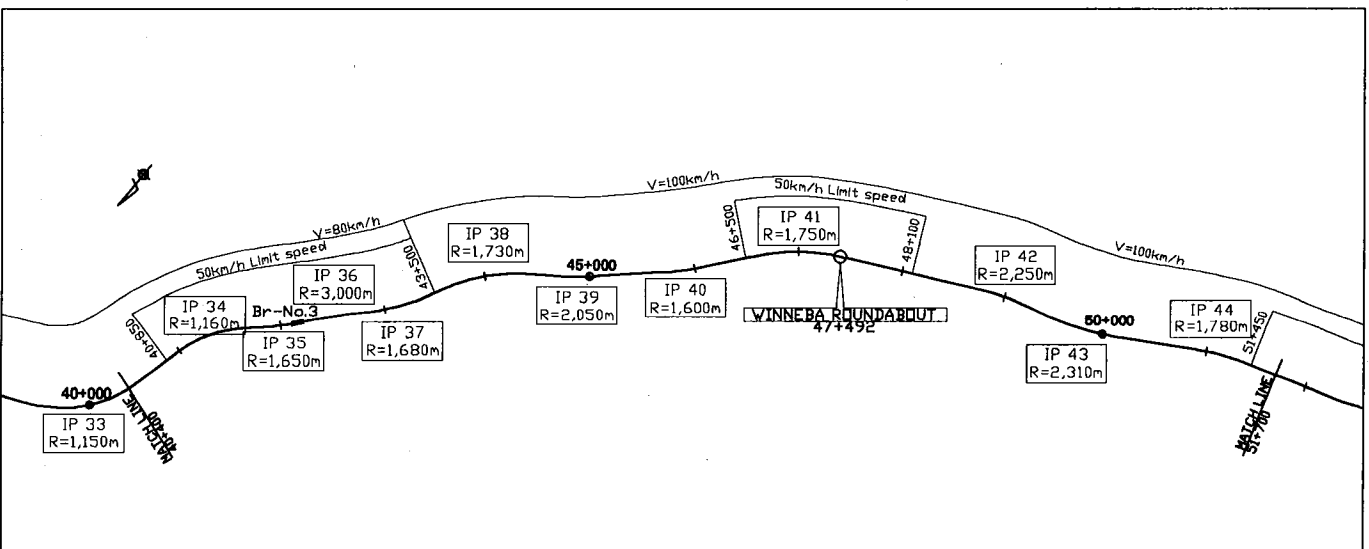 V=100km/h
50km/h Limit speed
46+500
IP 41
R=1,750m
48+100
V=80km/h
50km/h Limit speed
43+500
IP 38
R=1,730m
V=100km/h
IP 42
R=2,250m
IP 36
R=3,000m
45+000
IP 34
R=1,160m
Br-No.3
40+850
IP 39
R=2,050m
IP 40
R=1,600m
WINNEBA ROUNDABOUT
47+492
IP 35
R=1,650m
IP 37
R=1,680m
50+000
IP 43
R=2,310m
IP 44
R=1,780m
51+450
40+000
IP 33
R=1,150m
MATCH LINE
40+400
MATCH LINE
51+700